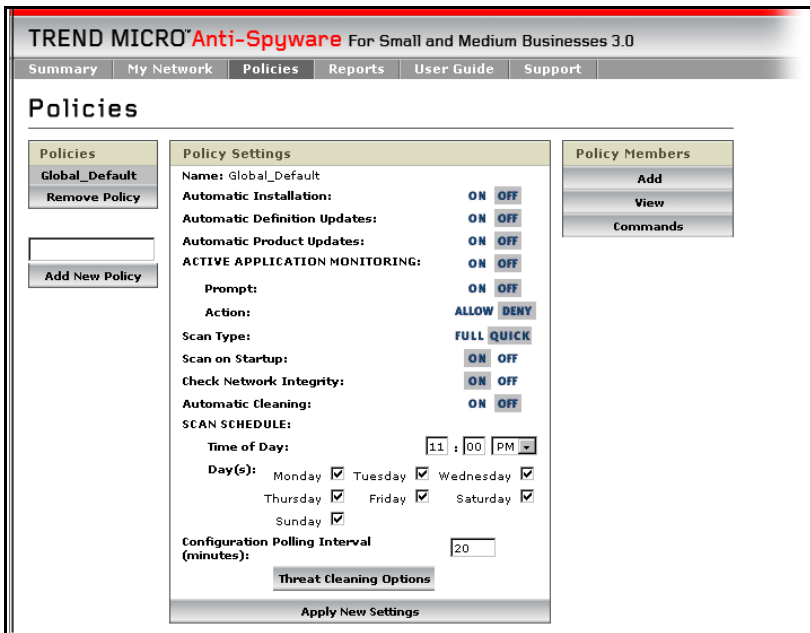 TREND MICRO™ Anti-Spyware For Small and Medium Businesses 3.0
Summary My Network Policies Reports User Guide Support
Policies
Policies
Global_Default
Remove Policy
Add New Policy
Policy Settings
Name: Global_Default
Automatic Installation: ON OFF
Automatic Definition Updates: ON OFF
Automatic Product Updates: ON OFF
ACTIVE APPLICATION MONITORING: ON OFF
Prompt: ON OFF
Action: ALLOW DENY
Scan Type: FULL QUICK
Scan on Startup: ON OFF
Check Network Integrity: ON OFF
Automatic Cleaning: ON OFF
SCAN SCHEDULE:
Time of Day: 11 : 00 PM
Day(s): Monday Tuesday Wednesday
Thursday Friday Saturday
Sunday
Configuration Polling Interval
(minutes): 20
Threat Cleaning Options
Apply New Settings
Policy Members
Add
View
Commands